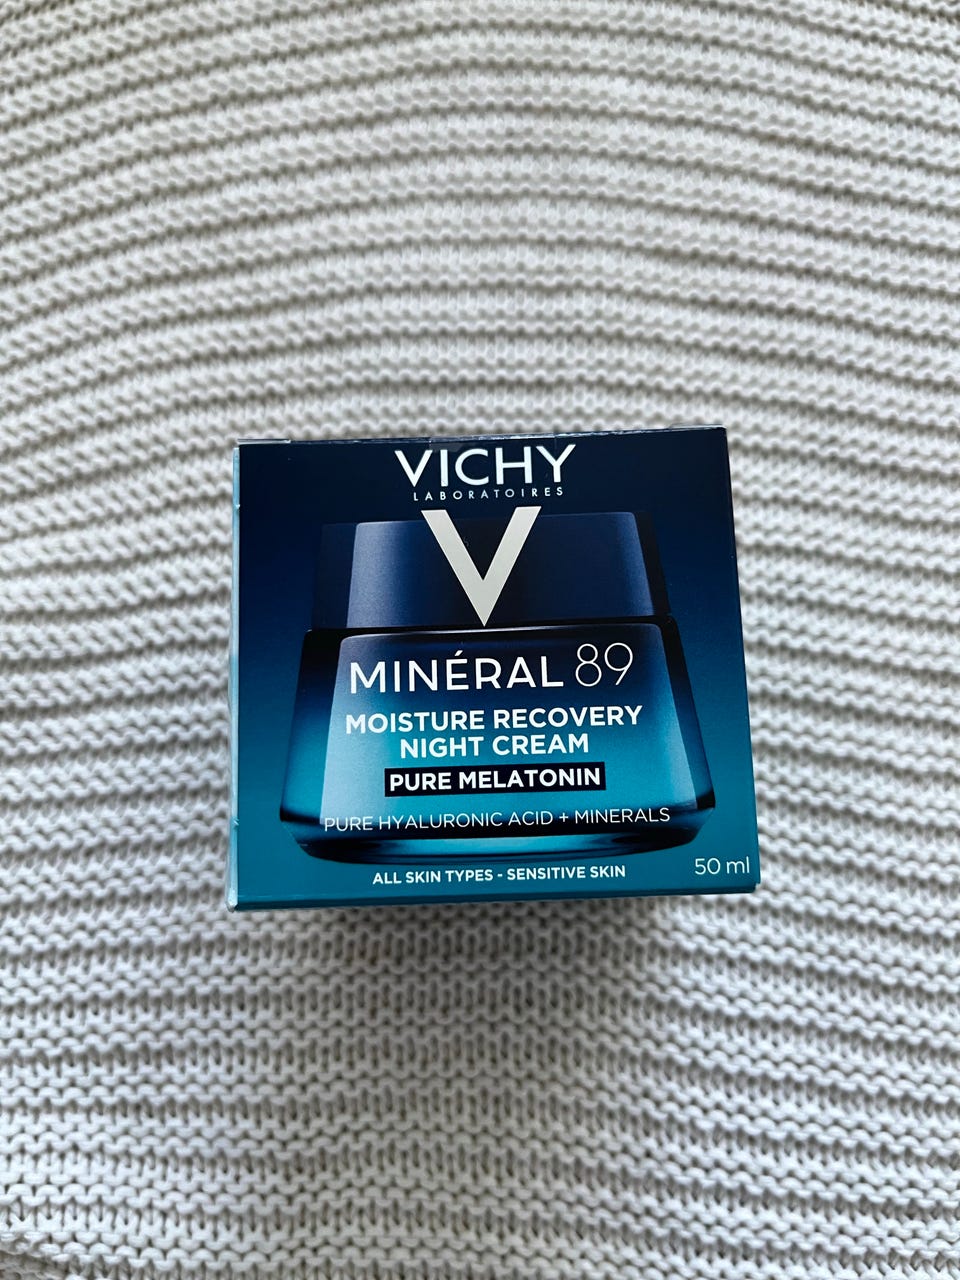 VICHY
LABORATOIRES
V
MINÉRAL 89
MOISTURE RECOVERY
NIGHT CREAM
PURE MELATONIN
PURE HYALURONIC ACID + MINERALS
ALL SKIN TYPES - SENSITIVE SKIN
50 ml